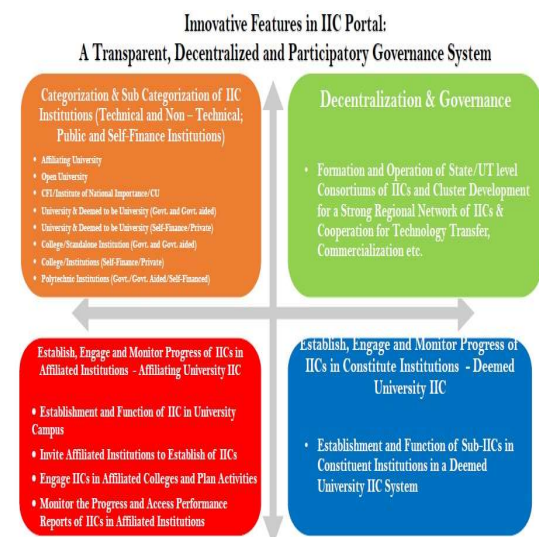 Innovative Features in IIC Portal:
A Transparent, Decentralized and Participatory Governance System
Categorization & Sub Categorization of IIC
Institutions (Technical and Non – Technical;
Public and Self-Finance Institutions)
• Affiliating University
• Open University
• CFI/Institute of National Importance/CU
• University & Deemed to be University (Govt. and Govt. aided)
• University & Deemed to be University (Self-Finance/Private)
• College/Standalone Institution (Govt. and Govt. aided)
• College/Institutions (Self-Finance/Private)
• Polytechnic Institutions (Govt./Govt. Aided/Self-Financed)
Decentralization & Governance
• Formation and Operation of State/UT level
Consortiums of IICs and Cluster Development
for a Strong Regional Network of IICs &
Cooperation for Technology Transfer,
Commercialization etc.
Establish, Engage and Monitor Progress of IICs in
Affiliated Institutions - Affiliating University IIC
• Establishment and Function of IIC in University
Campus
• Invite Affiliated Institutions to Establish of IICs
• Engage IICs in Affiliated Colleges and Plan Activities
• Monitor the Progress and Access Performance
Reports of IICs in Affiliated Institutions
Establish, Engage and Monitor Progress of
IICs in Constitute Institutions - Deemed
University IIC
• Establishment and Function of Sub-IICs in
Constituent Institutions in a Deemed
University IIC System